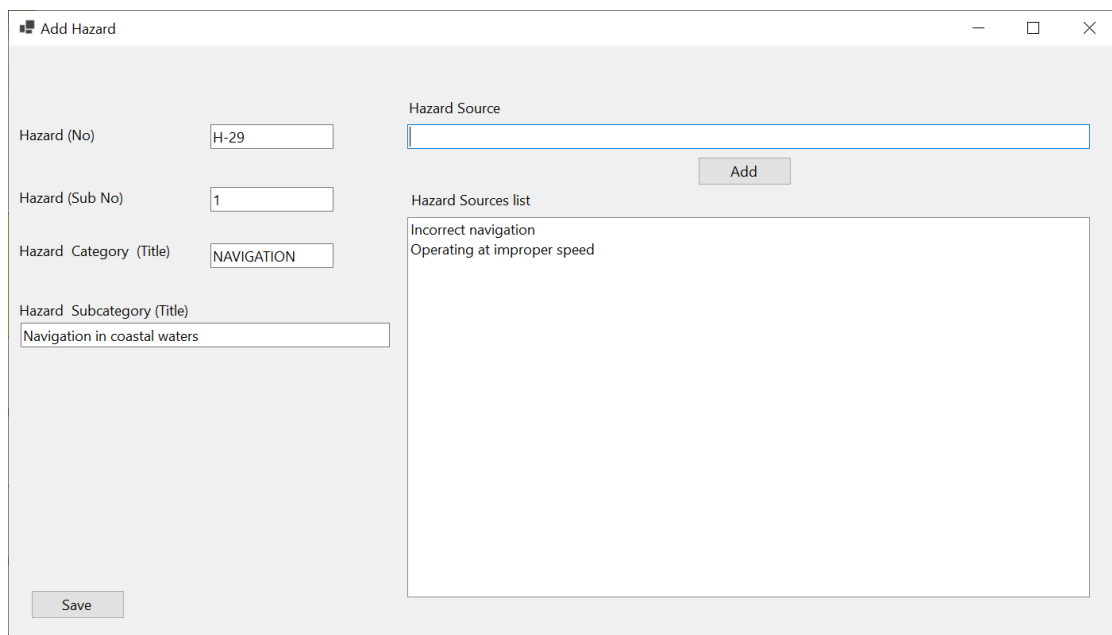 Add Hazard
Hazard (No)
H-29
Hazard (Sub No)
1
Hazard  Category  (Title)
NAVIGATION
Hazard  Subcategory (Title)
Navigation in coastal waters
Save
Hazard Source
Add
Hazard Sources list
Incorrect navigation
Operating at improper speed